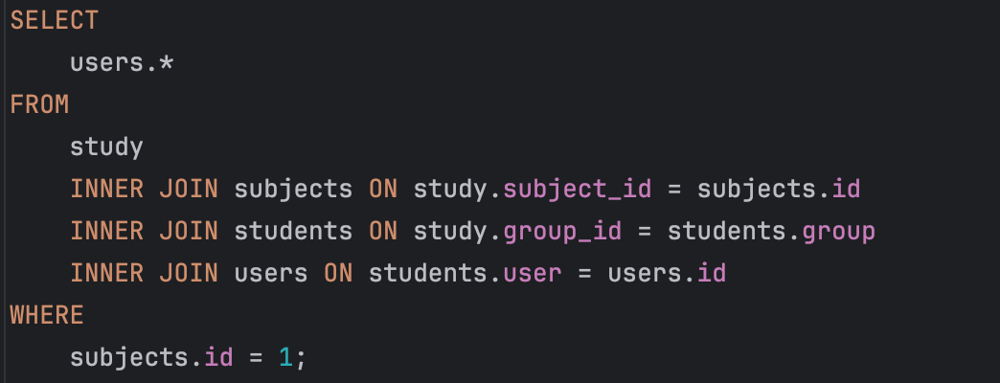 SELECT
    users.*
FROM
    study
    INNER JOIN subjects ON study.subject_id = subjects.id
    INNER JOIN students ON study.group_id = students.group
    INNER JOIN users ON students.user = users.id
WHERE
    subjects.id = 1;